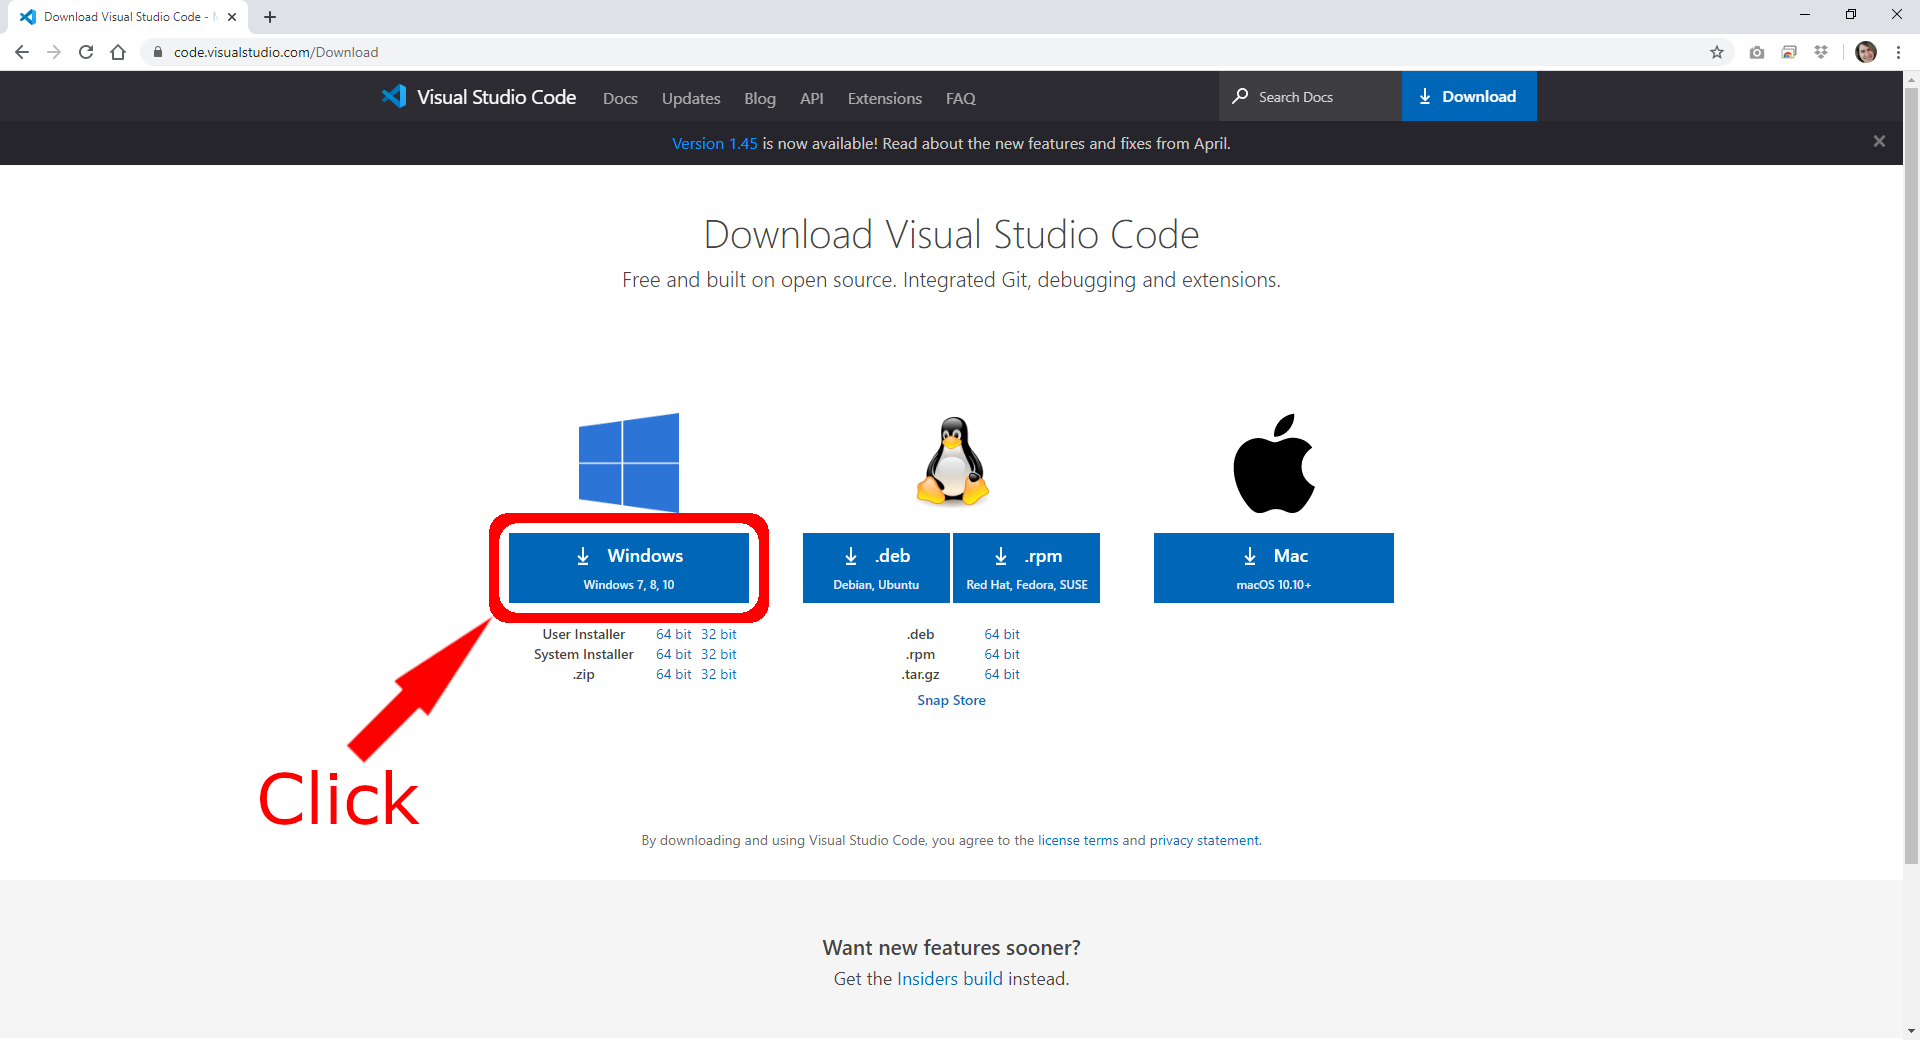 Download Visual Studio Code -
code.visualstudio.com/Download
Visual Studio Code Docs Updates Blog API Extensions FAQ Search Docs Download
Version 1.45 is now available! Read about the new features and fixes from April.
Download Visual Studio Code
Free and built on open source. Integrated Git, debugging and extensions.
Windows
Windows 7, 8, 10
.deb
Debian, Ubuntu
.rpm
Red Hat, Fedora, SUSE
Mac
macOS 10.10+
User Installer 64 bit 32 bit
System Installer 64 bit 32 bit
.zip 64 bit 32 bit
.deb 64 bit
.rpm 64 bit
.tar.gz 64 bit
Snap Store
Click
By downloading and using Visual Studio Code, you agree to the license terms and privacy statement.
Want new features sooner?
Get the Insiders build instead.